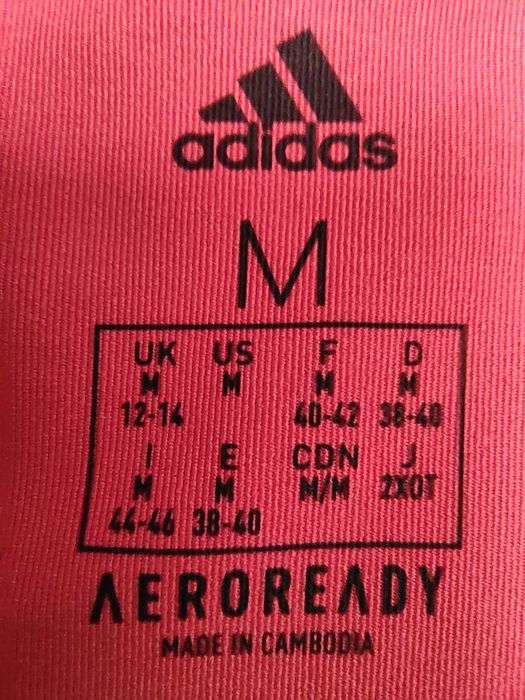 adidas
M
UK US F D
M M M M
12-14 40-42 38-40
I E CDN J
M M M/M 2XOT
44-46 38-40
AEROREADY
MADE IN CAMBODIA